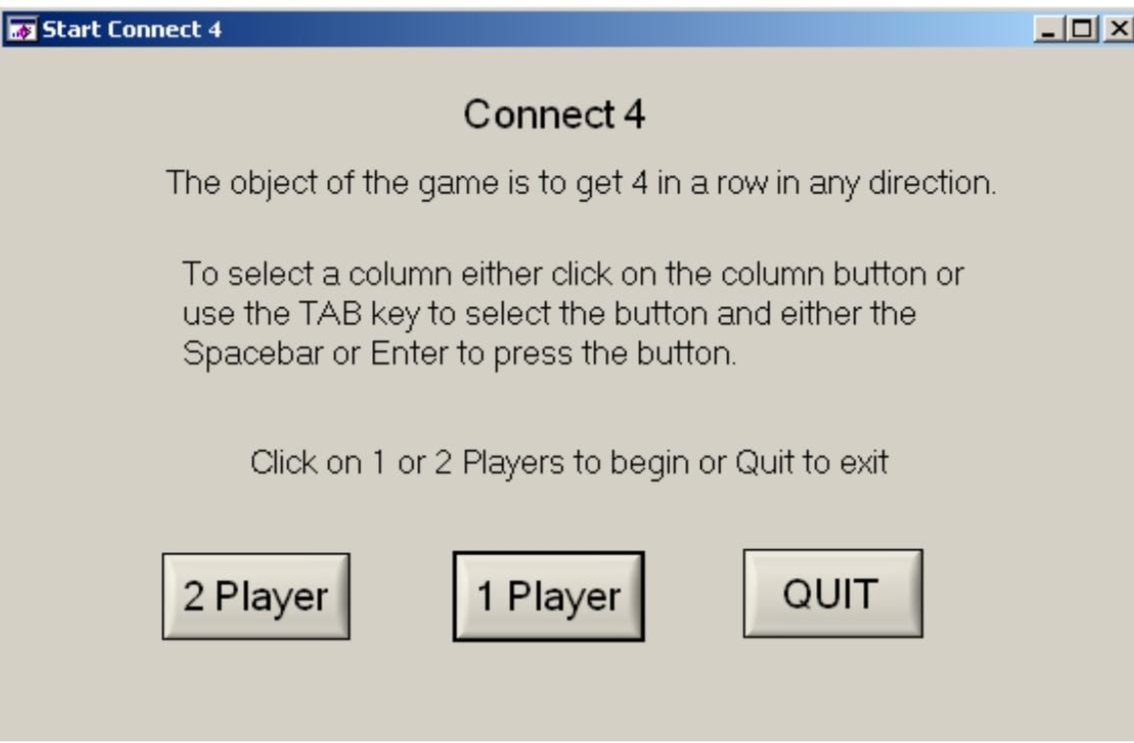 Start Connect 4
Connect 4
The object of the game is to get 4 in a row in any direction.
To select a column either click on the column button or
use the TAB key to select the button and either the
Spacebar or Enter to press the button.
Click on 1 or 2 Players to begin or Quit to exit
2 Player
1 Player
QUIT